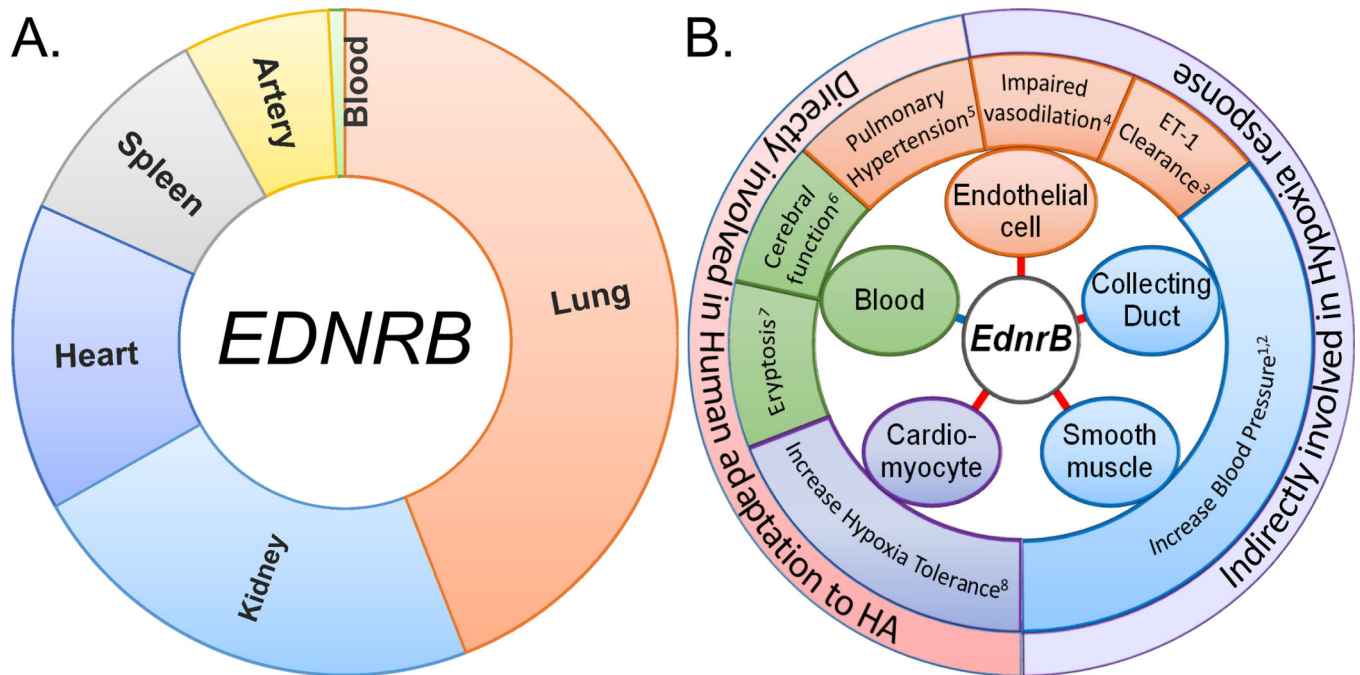 A.
Blood
Artery
Spleen
Heart
Kidney
Lung
EDNRB
B.
Directly involved in Human adaptation to HA
Indirectly involved in Hypoxia response
Pulmonary
Hypertension⁵
Impaired
vasodilation⁴
ET-1
Clearance³
Cerebral
function⁶
Eryptosis⁷
Increase Hypoxia Tolerance⁸
Increase Blood Pressure¹,²
Endothelial
cell
Blood
Collecting
Duct
EdnrB
Cardio-
myocyte
Smooth
muscle